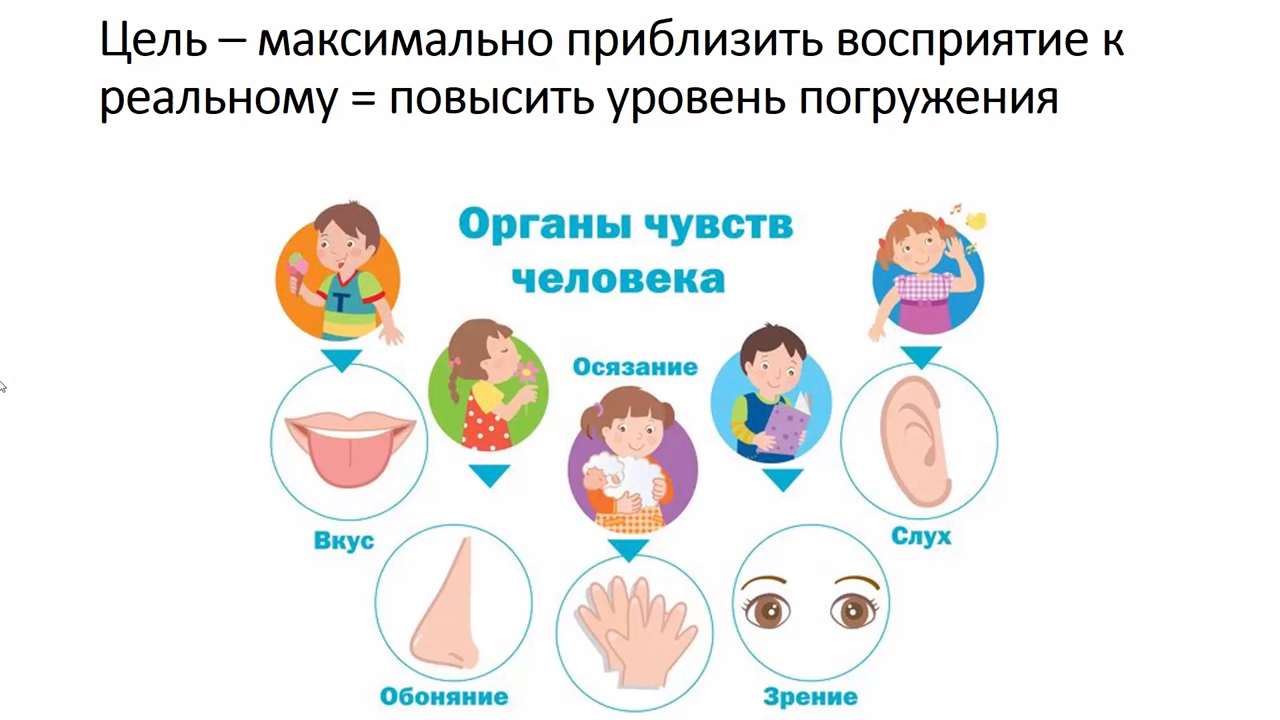 Цель – максимально приблизить восприятие к
реальному = повысить уровень погружения
Органы чувств
человека
Т
Осязание
Вкус
Слух
Обоняние
Зрение